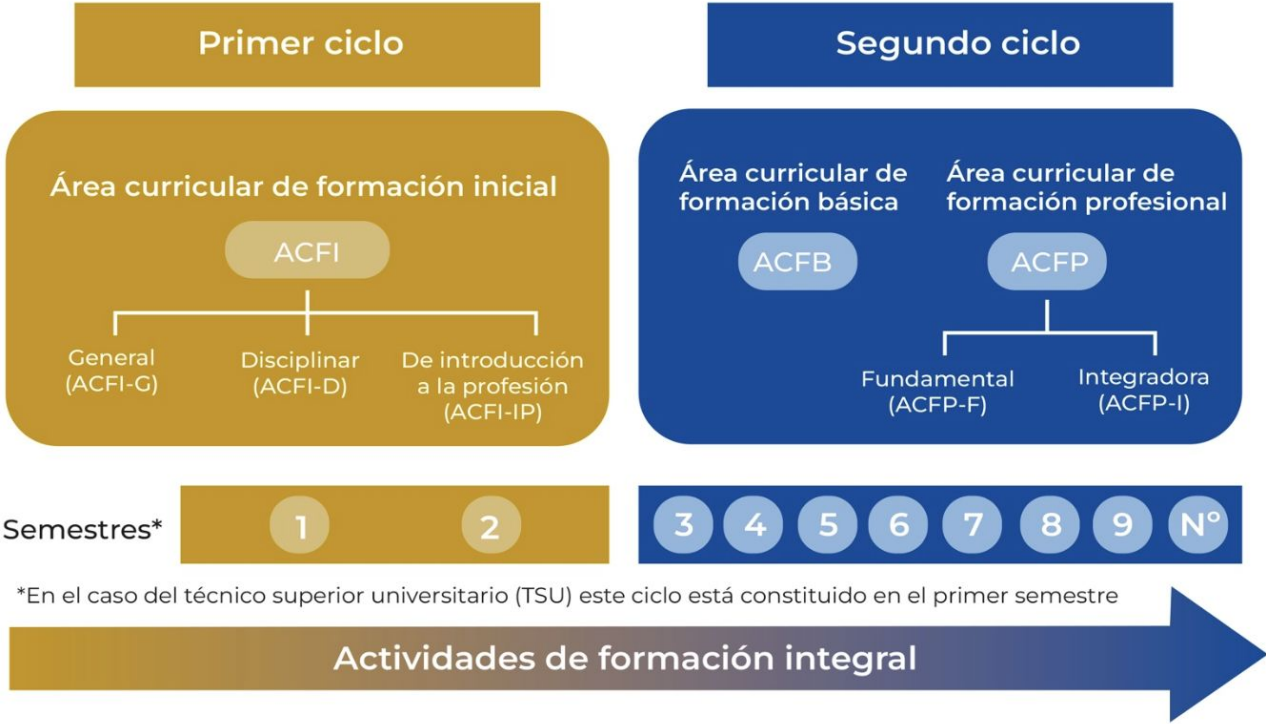 Primer ciclo
Área curricular de formación inicial
ACFI
General
(ACFI-G)
Disciplinar
(ACFI-D)
De introducción
a la profesión
(ACFI-IP)
Segundo ciclo
Área curricular de
formación básica
ACFB
Área curricular de
formación profesional
ACFP
Fundamental
(ACFP-F)
Integradora
(ACFP-I)
Semestres*
1 2 3 4 5 6 7 8 9 Nº
*En el caso del técnico superior universitario (TSU) este ciclo está constituido en el primer semestre
Actividades de formación integral